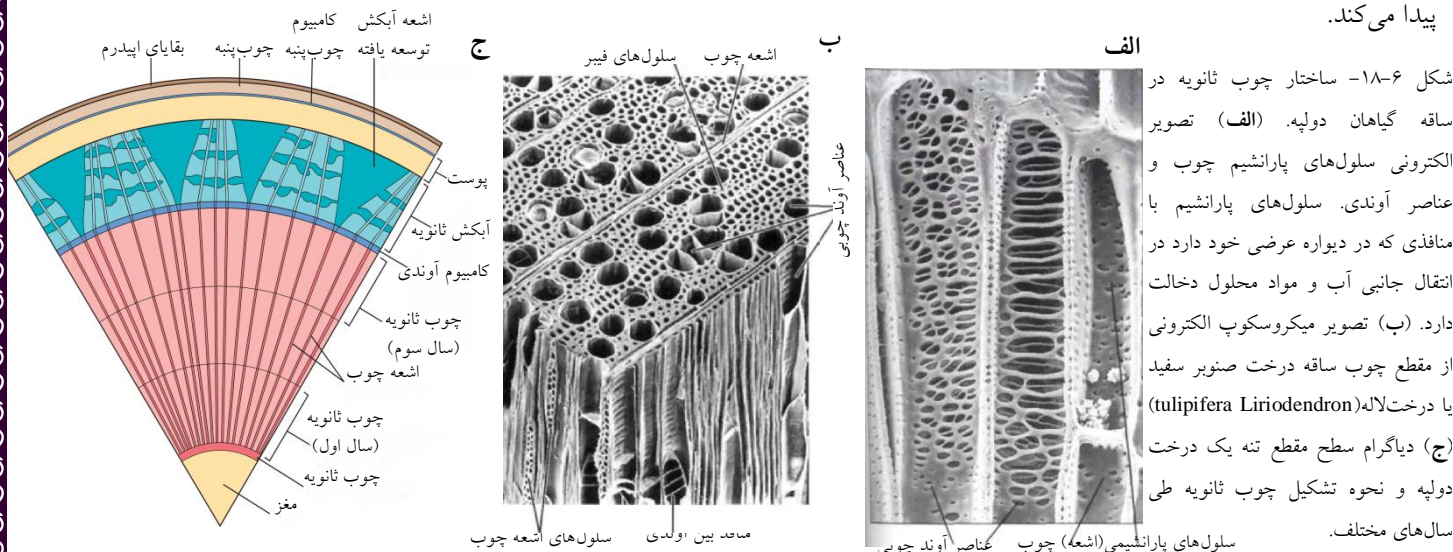 پیدا می‌کند.
شکل ۶-۱۸- ساختار چوب ثانویه در
ساقه گیاهان دولپه. (الف) تصویر
الکترونی سلول‌های پارانشیم چوب و
عناصر آوندی. سلول‌های پارانشیم با
منافذی که در دیواره عرضی خود دارد در
انتقال جانبی آب و مواد محلول دخالت
دارد. (ب) تصویر میکروسکوپ الکترونی
از مقطع چوب ساقه درخت صنوبر سفید
یا درخت‌لاله(tulipifera Liriodendron)
(ج) دیاگرام سطح مقطع تنه یک درخت
دولپه و نحوه تشکیل چوب ثانویه طی
سال‌های مختلف.
الف
عناصر آوند چوبی
سلول‌های پارانشیمی(اشعه) چوب
ب
اشعه چوب
سلول‌های فیبر
عناصر آوند چوبی
منافذ بین آوندی
سلول‌های اشعه چوب
ج
اشعه آبکش
توسعه یافته
کامبیوم
چوب‌پنبه
چوب‌پنبه
بقایای اپیدرم
پوست
آبکش ثانویه
کامبیوم آوندی
چوب ثانویه
(سال سوم)
اشعه چوب
چوب ثانویه
(سال اول)
چوب ثانویه
مغز